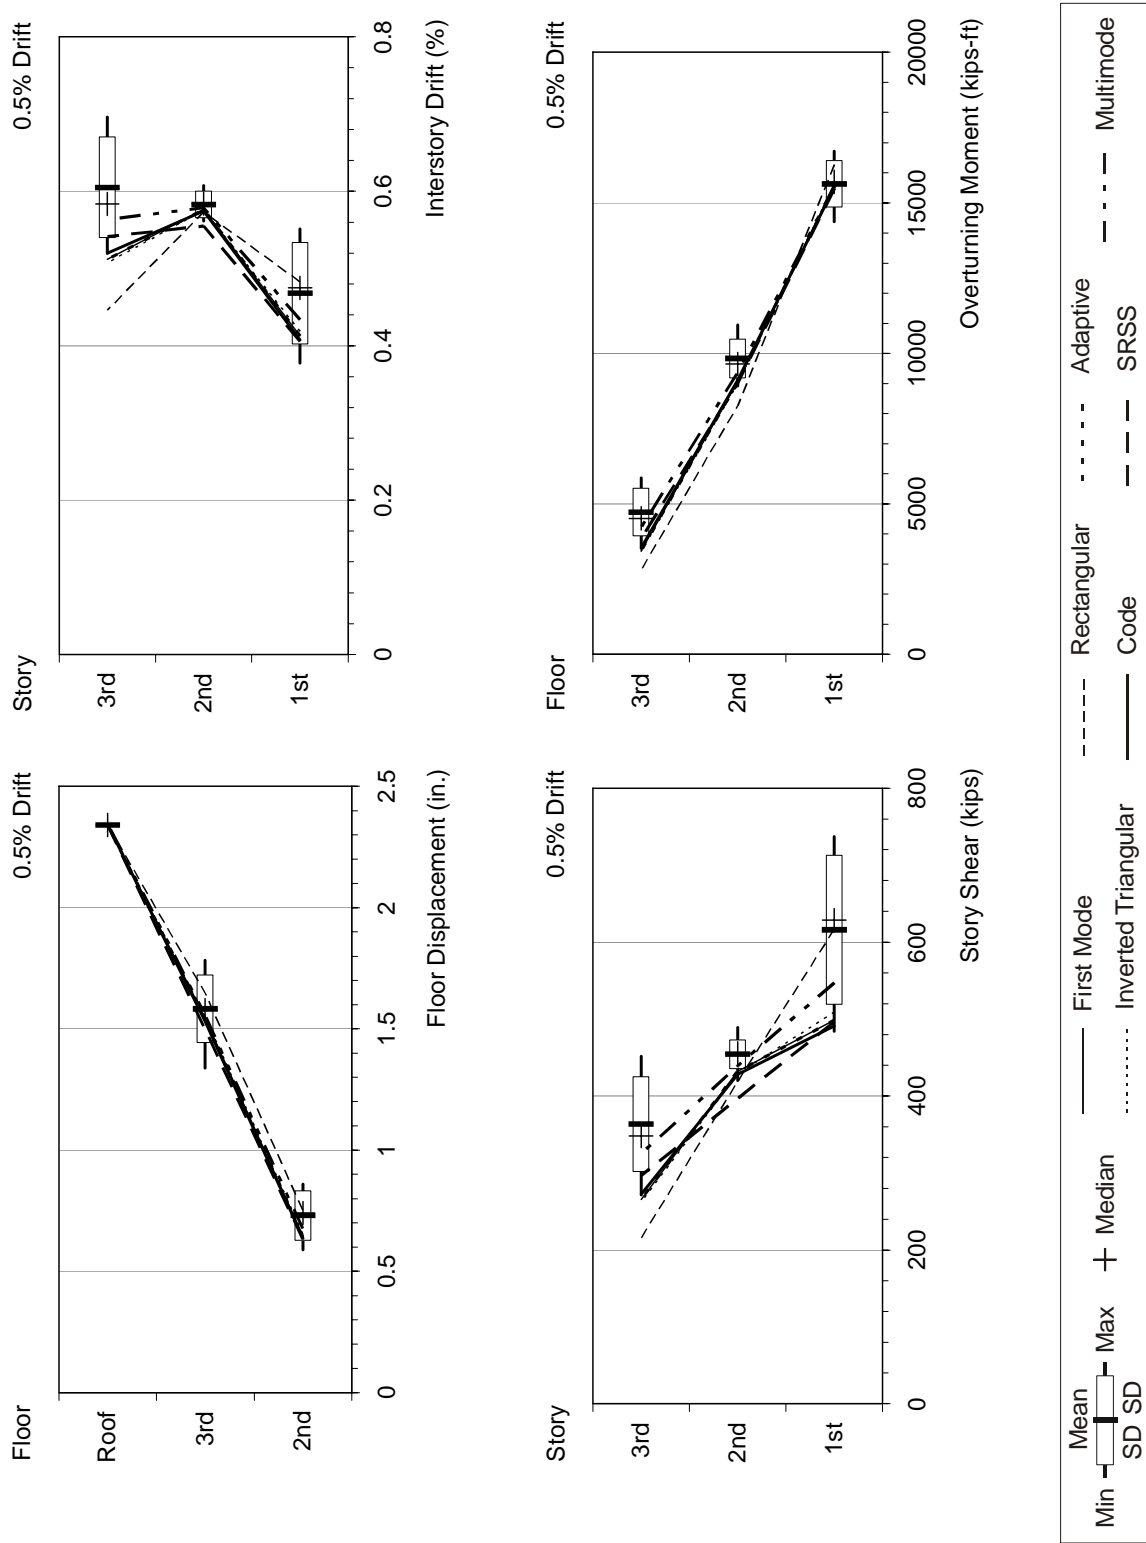 Floor 0.5% Drift
Roof
3rd
2nd
0 0.5 1 1.5 2 2.5
Floor Displacement (in.)
Story 0.5% Drift
3rd
2nd
1st
0 0.2 0.4 0.6 0.8
Interstory Drift (%)
Story 0.5% Drift
3rd
2nd
1st
0 200 400 600 800
Story Shear (kips)
Floor 0.5% Drift
3rd
2nd
1st
0 5000 10000 15000 20000
Overturning Moment (kips-ft)
Mean
Min Max Median First Mode Rectangular Adaptive Multimode
SD SD Inverted Triangular Code SRSS